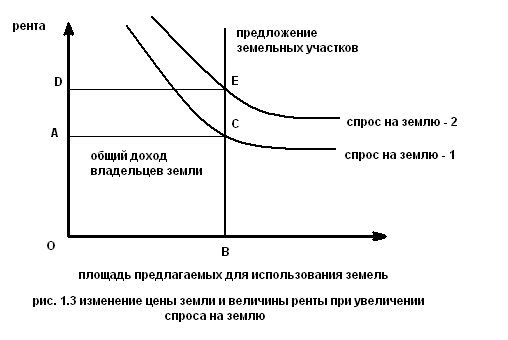 рента
предложение
земельных участков
D
E
спрос на землю - 2
A
C
спрос на землю - 1
общий доход
владельцев земли
O
B
площадь предлагаемых для использования земель
рис. 1.3 изменение цены земли и величины ренты при увеличении
спроса на землю